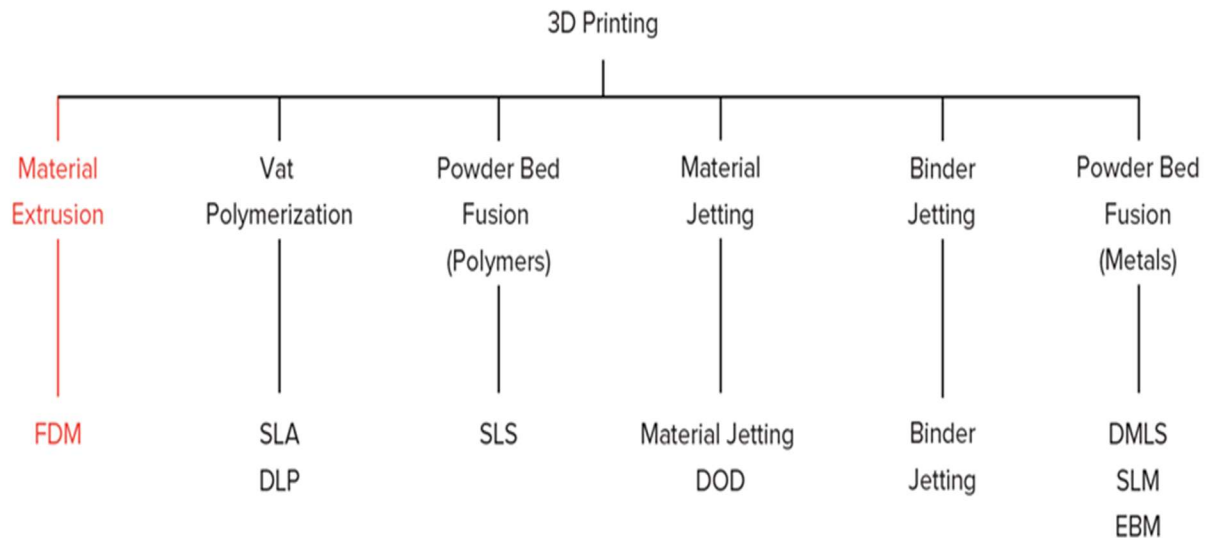 3D Printing
Material
Extrusion
Vat
Polymerization
Powder Bed
Fusion
(Polymers)
Material
Jetting
Binder
Jetting
Powder Bed
Fusion
(Metals)
FDM
SLA
DLP
SLS
Material Jetting
DOD
Binder
Jetting
DMLS
SLM
EBM